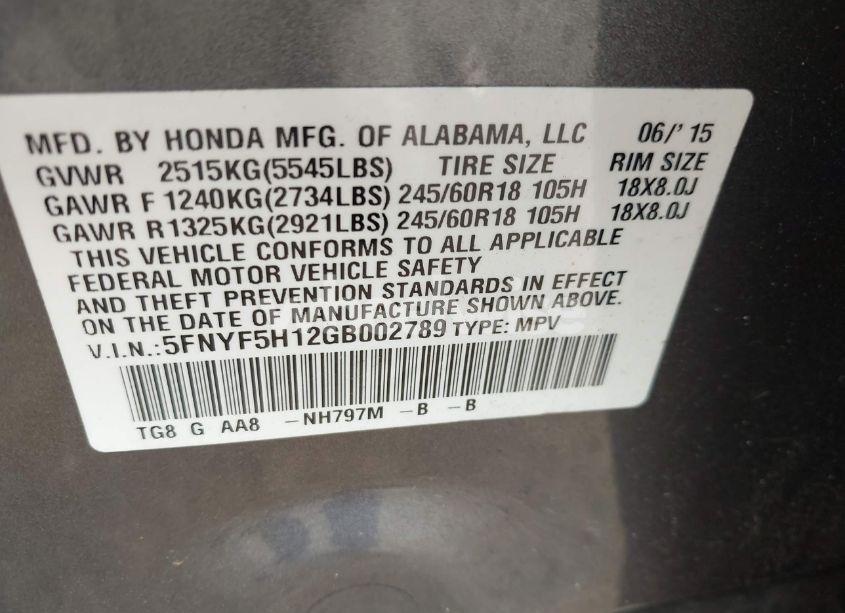 MFD. BY HONDA MFG. OF ALABAMA, LLC 06/' 15
GVWR 2515KG(5545LBS) TIRE SIZE RIM SIZE
GAWR F 1240KG(2734LBS) 245/60R18 105H 18X8.0J
GAWR R1325KG(2921LBS) 245/60R18 105H 18X8.0J
THIS VEHICLE CONFORMS TO ALL APPLICABLE
FEDERAL MOTOR VEHICLE SAFETY
AND THEFT PREVENTION STANDARDS IN EFFECT
ON THE DATE OF MANUFACTURE SHOWN ABOVE.
V.I.N.:5FNYF5H12GB002789 TYPE: MPV
TG8 G AA8 -NH797M -B -B